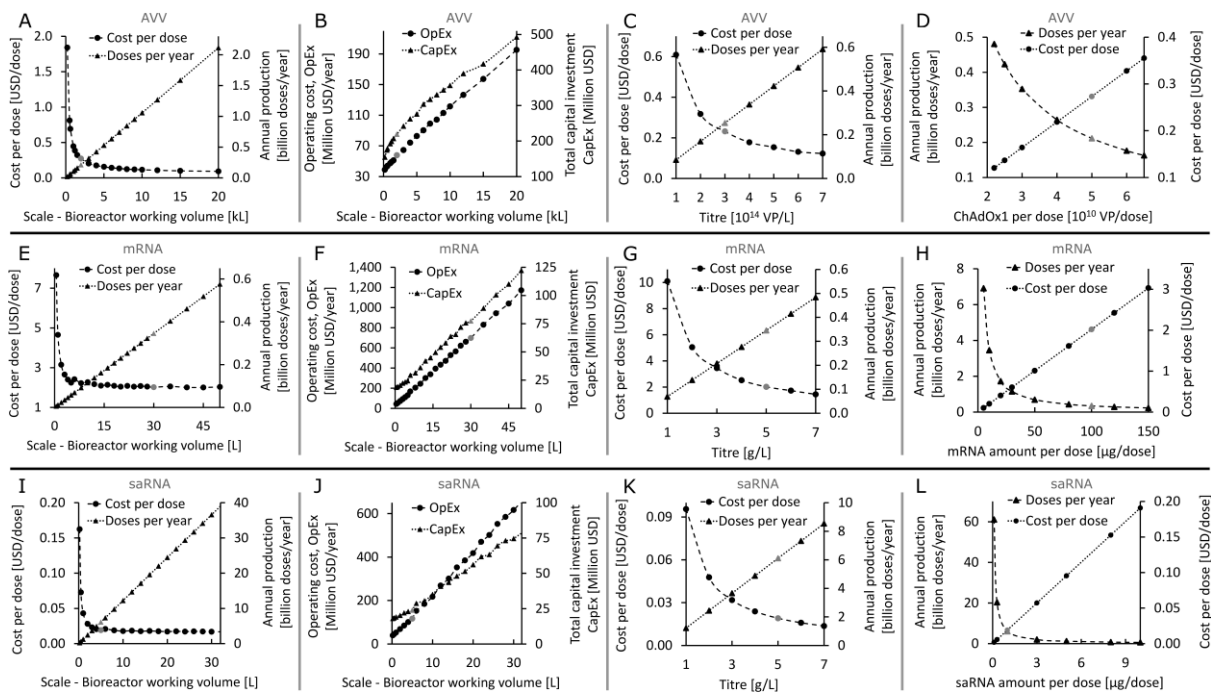 A
AVV
Cost per dose [USD/dose]
2.0
1.5
1.0
0.5
0.0
Cost per dose
Doses per year
2.0
1.5
1.0
0.5
0.0
Annual production
[billion doses/year]
0 5 10 15 20
Scale - Bioreactor working volume [kL]
B
AVV
Operating cost, OpEx
[Million USD/year]
210
180
150
120
90
60
30
OpEx
CapEx
500
400
300
200
100
Total capital investment
CapEx [Million USD]
0 5 10 15 20
Scale - Bioreactor working volume [kL]
C
AVV
Cost per dose [USD/dose]
0.6
0.4
0.2
0.0
Cost per dose
Doses per year
0.6
0.5
0.4
0.3
0.2
0.1
0.0
Annual production
[billion doses/year]
1 2 3 4 5 6 7
Titre [10¹⁴ VP/L]
D
AVV
Annual production
[billion doses/year]
0.5
0.4
0.3
0.2
0.1
Doses per year
Cost per dose
0.4
0.3
0.2
0.1
Cost per dose [USD/dose]
2 3 4 5 6
ChAdOx1 per dose [10¹⁰ VP/dose]
E
mRNA
Cost per dose [USD/dose]
7
5
3
1
Cost per dose
Doses per year
0.6
0.4
0.2
0.0
Annual production
[billion doses/year]
0 15 30 45
Scale - Bioreactor working volume [L]
F
mRNA
Operating cost, OpEx
[Million USD/year]
1,400
1,200
1,000
800
600
400
200
0
OpEx
CapEx
125
100
75
50
25
0
Total capital investment
CapEx [Million USD]
0 15 30 45
Scale - Bioreactor working volume [L]
G
mRNA
Cost per dose [USD/dose]
10
8
6
4
2
0
Cost per dose
Doses per year
0.6
0.5
0.4
0.3
0.2
0.1
0.0
Annual production
[billion doses/year]
1 3 5 7
Titre [g/L]
H
mRNA
Annual production
[billion doses/year]
8
6
4
2
0
Doses per year
Cost per dose
3
2
1
0
Cost per dose [USD/dose]
0 50 100 150
mRNA amount per dose [µg/dose]
I
saRNA
Cost per dose [USD/dose]
0.20
0.15
0.10
0.05
0.00
Cost per dose
Doses per year
40
30
20
10
0
Annual production
[billion doses/year]
0 10 20 30
Scale - Bioreactor working volume [L]
J
saRNA
Operating cost, OpEx
[Million USD/year]
600
400
200
0
OpEx
CapEx
100
75
50
25
0
Total capital investment
CapEx [Million USD]
0 10 20 30
Scale - Bioreactor working volume [L]
K
saRNA
Cost per dose [USD/dose]
0.09
0.06
0.03
0.00
Cost per dose
Doses per year
10
8
6
4
2
0
Annual production
[billion doses/year]
1 3 5 7
Titre [g/L]
L
saRNA
Annual production
[billion doses/year]
60
40
20
0
Doses per year
Cost per dose
0.20
0.15
0.10
0.05
0.00
Cost per dose [USD/dose]
0 3 6 9
saRNA amount per dose [µg/dose]